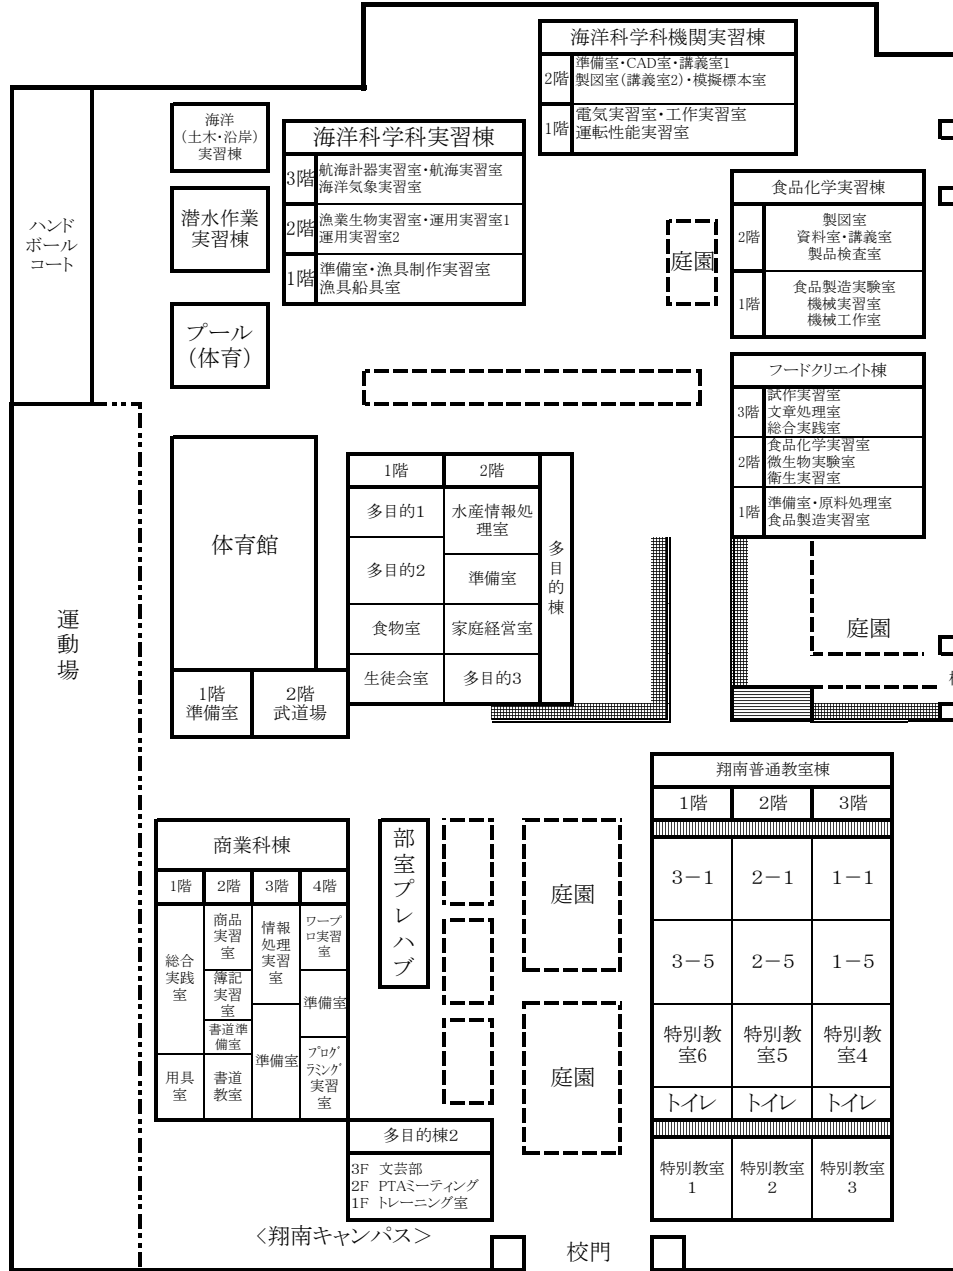 海洋科学科機関実習棟
2階
準備室・CAD室・講義室1
製図室(講義室2)・模擬標本室
1階
電気実習室・工作実習室
運転性能実習室
海洋
(土木・沿岸)
実習棟
海洋科学科実習棟
3階
航海計器実習室・航海実習室
海洋気象実習室
2階
漁業生物実習室・運用実習室1
運用実習室2
1階
準備室・漁具制作実習室
漁具船具室
潜水作業
実習棟
ハンド
ボール
コート
プール
(体育)
庭園
食品化学実習棟
2階
製図室
資料室・講義室
製品検査室
1階
食品製造実験室
機械実習室
機械工作室
フードクリエイト棟
3階
試作実習室
文章処理室
総合実践室
2階
食品化学実習室
微生物実験室
衛生実習室
1階
準備室・原料処理室
食品製造実習室
体育館
1階
準備室
2階
武道場
1階
2階
多目的1
水産情報処
理室
多目的2
準備室
食物室
家庭経営室
生徒会室
多目的3
多目的棟
運動場
庭園
翔南普通教室棟
1階
2階
3階
3-1
2-1
1-1
3-5
2-5
1-5
特別教
室6
特別教
室5
特別教
室4
トイレ
トイレ
トイレ
特別教室
1
特別教室
2
特別教室
3
商業科棟
1階
2階
3階
4階
総合
実践
室
用具
室
商品
実習
室
簿記
実習
室
書道準
備室
書道
教室
情報
処理
実習
室
準備室
ワープ
ロ実習
室
準備室
プログ
ラミング
実習
室
部室プレハブ
庭園
庭園
多目的棟2
3F 文芸部
2F PTAミーティング
1F トレーニング室
<翔南キャンパス>
校門